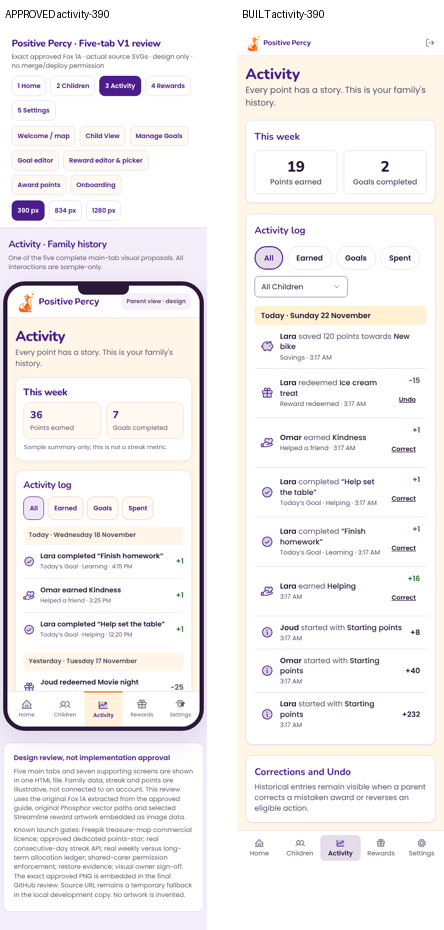 APPROVED activity-390
Positive Percy · Five-tab V1 review
Exact approved Fox 1A · actual source SVGs · design only ·
no merge/deploy permission
1 Home
2 Children
3 Activity
4 Rewards
5 Settings
Welcome / map
Child View
Manage Goals
Goal editor
Reward editor & picker
Award points
Onboarding
390 px
834 px
1280 px
Activity · Family history
One of the five complete main-tab visual proposals. All
interactions are sample-only.
Positive Percy
Parent view · design
Activity
Every point has a story. This is your family's
history.
This week
36
Points earned
7
Goals completed
Sample summary only; this is not a streak metric.
Activity log
All
Earned
Goals
Spent
Today · Wednesday 18 November
Lara completed “Finish homework”
Today's Goal · Learning · 4:15 PM
+1
Omar earned Kindness
Helped a friend · 3:25 PM
+1
Lara completed “Help set the table”
Today's Goal · Helping · 12:20 PM
+1
Yesterday · Tuesday 17 November
Joud redeemed Movie night
-25
Home
Children
Activity
Rewards
Settings
Design review, not implementation approval
Five main tabs and seven supporting screens are shown
in one HTML file. Family data, streak and points are
illustrative, not connected to an account. This review
uses the original Fox 1A extracted from the approved
guide, original Phosphor vector paths and selected
Streamline reward artwork embedded as image data.
Known launch gates: Freepik treasure-map commercial
licence; approved dedicated points-star; real
consecutive-day streak API; real weekly versus long-
term allocation ledger; shared-carer permission
enforcement; restore evidence; visual owner sign-off.
The exact approved PNG is embedded in the final
GitHub review. Source URL remains a temporary fallback
in the local development copy. No artwork is invented.
BUILT activity-390
Positive Percy
Activity
Every point has a story. This is your family's
history.
This week
19
Points earned
2
Goals completed
Activity log
All
Earned
Goals
Spent
All Children
Today · Sunday 22 November
Lara saved 120 points towards New
bike
Savings · 3:17 AM
Lara redeemed Ice cream
treat
Reward redeemed · 3:17 AM
-15
Undo
Omar earned Kindness
Helped a friend · 3:17 AM
+1
Correct
Lara completed “Help set
the table”
Today's Goal · Helping · 3:17 AM
+1
Correct
Lara completed “Finish
homework”
Today's Goal · Learning · 3:17 AM
+1
Correct
Lara earned Helping
3:17 AM
+16
Correct
Joud started with Starting points
3:17 AM
+8
Omar started with Starting
points
3:17 AM
+40
Lara started with Starting
points
3:17 AM
+232
Corrections and Undo
Historical entries remain visible when a parent
corrects a mistaken award or reverses an
eligible action.
Home
Children
Activity
Rewards
Settings